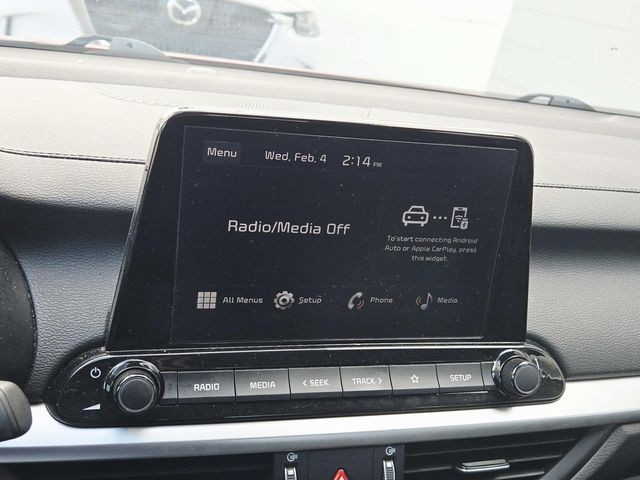 Menu Wed, Feb. 4 2:14 PM
Radio/Media Off
To start connecting Android
Auto or Apple CarPlay, press
this widget.
All Menus Setup Phone Media
RADIO MEDIA < SEEK TRACK > SETUP